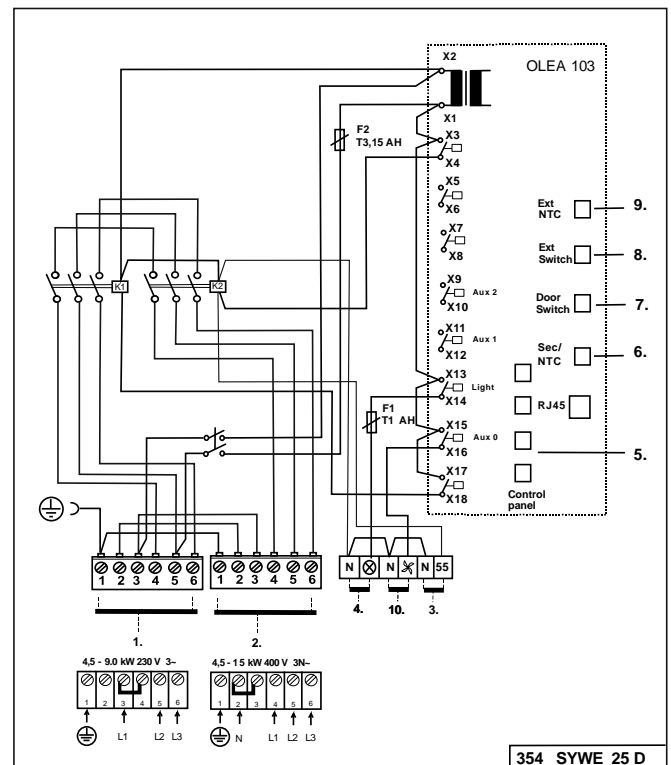 X2
OLEA 103
X1
F2
T3,15 AH
X3
X4
X5
X6
Ext
NTC
9.
X7
X8
Ext
Switch
8.
K1
K2
X9
Aux 2
X10
Door
Switch
7.
X11
Aux 1
X12
Sec/
NTC
6.
X13
Light
X14
F1
T1 AH
RJ45
X15
Aux 0
X16
5.
X17
X18
Control
panel
1 2 3 4 5 6
1 2 3 4 5 6
N N N 55
4. 10. 3.
1. 2.
4,5 - 9.0 kW 230 V 3~
4,5 - 15 kW 400 V 3N~
1 2 3 4 5 6
1 2 3 4 5 6
L1 L2 L3
N L1 L2 L3
354 SYWE 25 D